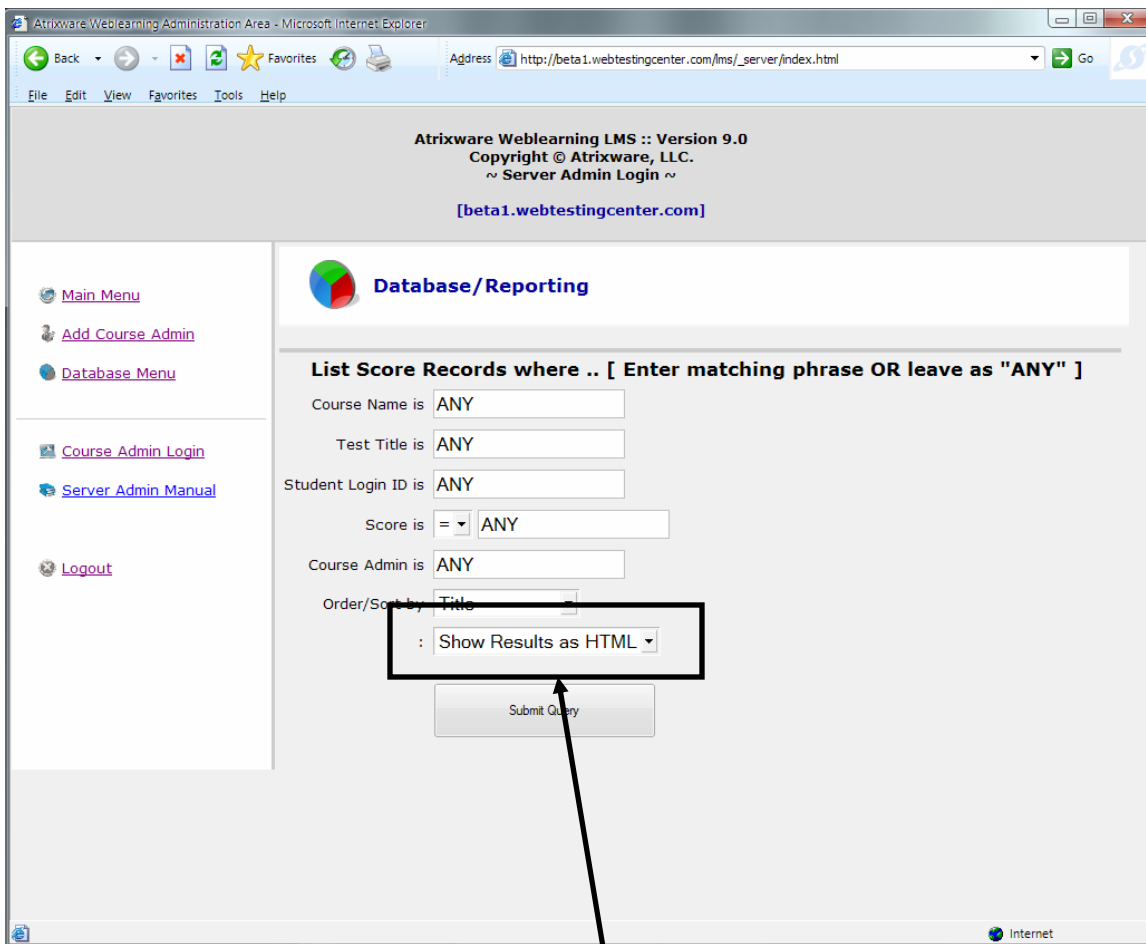 Atrixware Weblearning Administration Area - Microsoft Internet Explorer
Back Favorites Address http://beta1.webtestingcenter.com/lms/_server/index.html Go
File Edit View Favorites Tools Help
Atrixware Weblearning LMS :: Version 9.0
Copyright © Atrixware, LLC.
~ Server Admin Login ~
[beta1.webtestingcenter.com]
Main Menu
Add Course Admin
Database Menu
Course Admin Login
Server Admin Manual
Logout
Database/Reporting
List Score Records where .. [ Enter matching phrase OR leave as "ANY" ]
Course Name is ANY
Test Title is ANY
Student Login ID is ANY
Score is = ANY
Course Admin is ANY
Order/Sort by Title
: Show Results as HTML
Submit Query
Internet